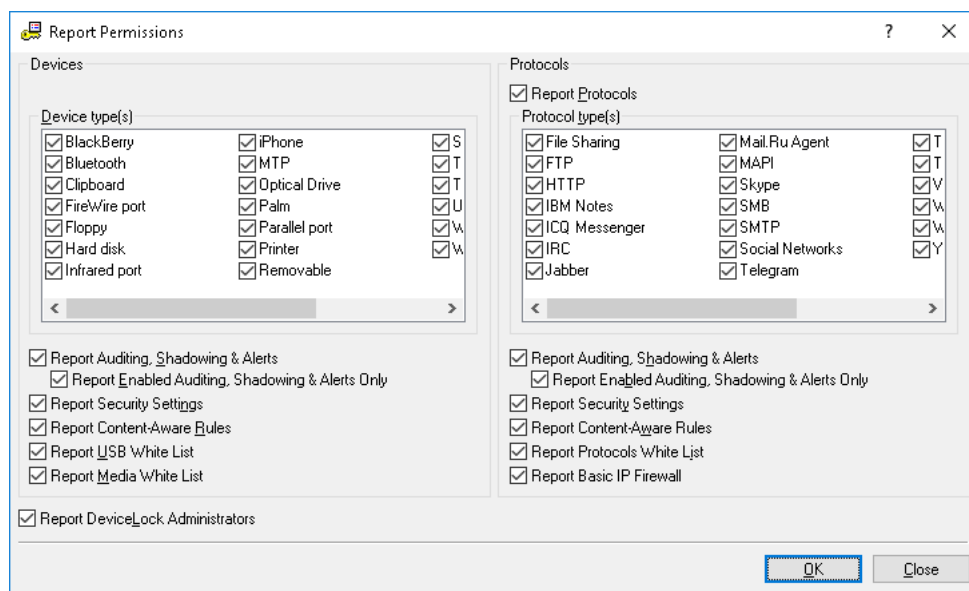 Report Permissions
Devices
Device type(s)
BlackBerry iPhone S
Bluetooth MTP T
Clipboard Optical Drive T
FireWire port Palm U
Floppy Parallel port W
Hard disk Printer W
Infrared port Removable
Report Auditing, Shadowing & Alerts
Report Enabled Auditing, Shadowing & Alerts Only
Report Security Settings
Report Content-Aware Rules
Report USB White List
Report Media White List
Protocols
Report Protocols
Protocol type(s)
File Sharing Mail.Ru Agent T
FTP MAPI T
HTTP Skype V
IBM Notes SMB W
ICQ Messenger SMTP W
IRC Social Networks Y
Jabber Telegram
Report Auditing, Shadowing & Alerts
Report Enabled Auditing, Shadowing & Alerts Only
Report Security Settings
Report Content-Aware Rules
Report Protocols White List
Report Basic IP Firewall
Report DeviceLock Administrators
OK Close